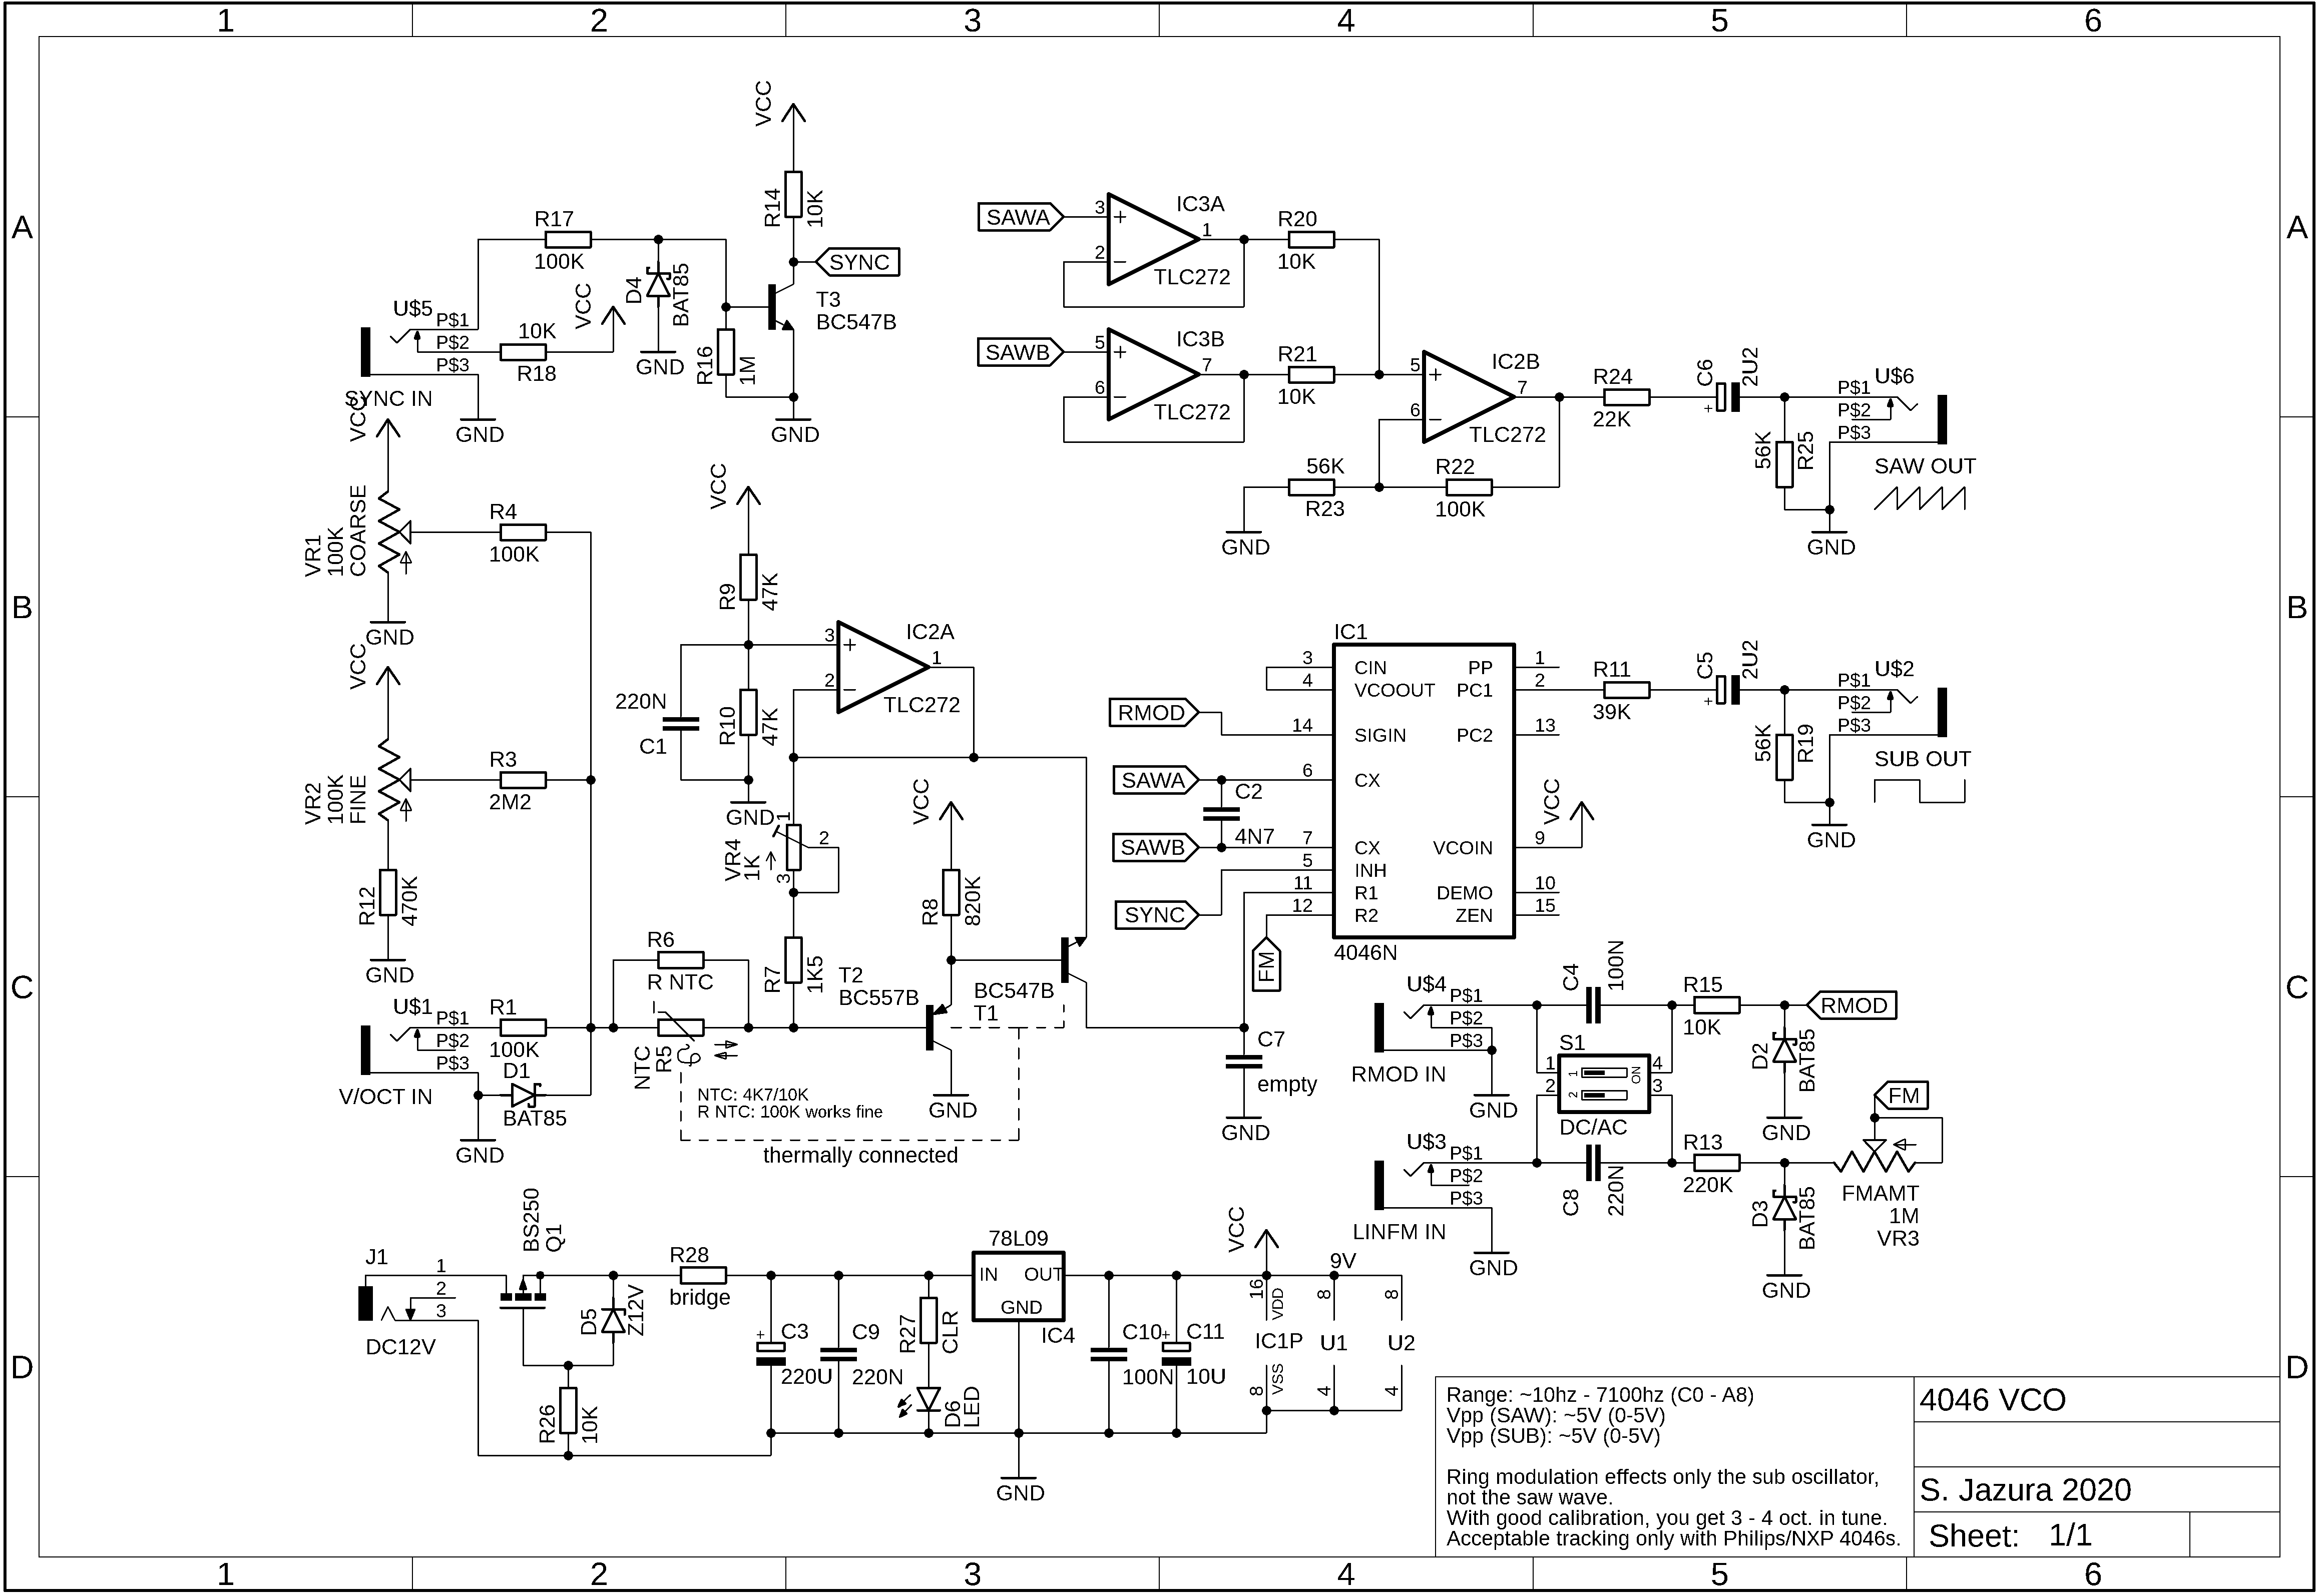 1 2 3 4 5 6
A
B
C
D
A
B
C
D
VCC
R14
10K
SYNC
T3
BC547B
R17
100K
D4
BAT85
VCC
U$5
P$1
P$2
P$3
10K
R18
GND
R16
1M
SYNC IN
GND
GND
SAWA
3
2
+
−
1
IC3A
TLC272
R20
10K
SAWB
5
6
+
−
7
IC3B
TLC272
R21
10K
5
6
+
−
7
IC2B
TLC272
56K
R23
R22
100K
GND
R24
22K
C6
2U2
+
P$1
P$2
P$3
U$6
56K
R25
SAW OUT
GND
VCC
VR1
100K
COARSE
R4
100K
GND
VCC
VR2
100K
FINE
R3
2M2
R12
470K
GND
U$1
P$1
P$2
P$3
R1
100K
D1
BAT85
V/OCT IN
GND
VCC
R9
47K
220N
C1
R10
47K
GND
3
2
+
−
1
IC2A
TLC272
VR4
1K
1
2
3
R7
1K5
R6
R NTC
NTC
R5
NTC: 4K7/10K
R NTC: 100K works fine
thermally connected
T2
BC557B
VCC
R8
820K
BC547B
T1
GND
C7
empty
GND
IC1
3 CIN
4 VCOOUT
14 SIGIN
6 CX
7 CX
5 INH
11 R1
12 R2
PP 1
PC1 2
PC2 13
VCOIN 9
DEMO 10
ZEN 15
4046N
RMOD
SAWA
SAWB
SYNC
FM
C2
4N7
VCC
R11
39K
C5
2U2
+
P$1
P$2
P$3
U$2
56K
R19
SUB OUT
GND
U$4
P$1
P$2
P$3
RMOD IN
GND
C4
100N
R15
10K
RMOD
S1
1
2
1
2
ON
4
3
DC/AC
D2
BAT85
GND
U$3
P$1
P$2
P$3
LINFM IN
GND
C8
220N
R13
220K
D3
BAT85
GND
FM
FMAMT
1M
VR3
J1
1
2
3
DC12V
BS250
Q1
D5
Z12V
R26
10K
R28
bridge
C3
+
220U
C9
220N
R27
CLR
D6
LED
78L09
IN OUT
GND
IC4
GND
C10
100N
C11
+
10U
VCC
9V
16
VDD
IC1P
8
VSS
8
U1
4
8
U2
4
Range: ~10hz - 7100hz (C0 - A8)
Vpp (SAW): ~5V (0-5V)
Vpp (SUB): ~5V (0-5V)
Ring modulation effects only the sub oscillator,
not the saw wave.
With good calibration, you get 3 - 4 oct. in tune.
Acceptable tracking only with Philips/NXP 4046s.
4046 VCO
S. Jazura 2020
Sheet: 1/1
1 2 3 4 5 6